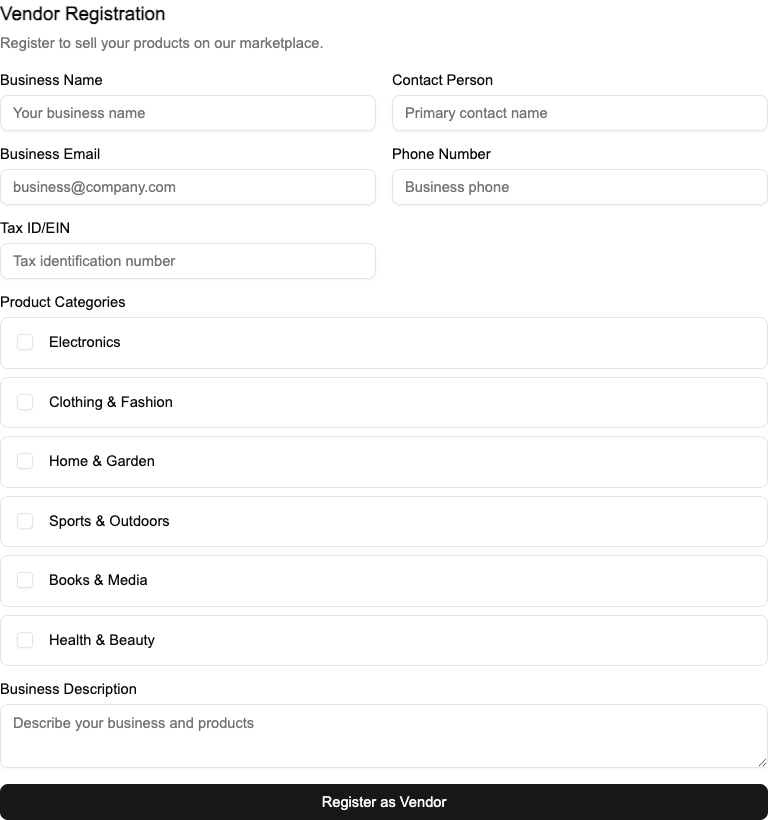 Vendor Registration
Register to sell your products on our marketplace.
Business Name
Contact Person
Your business name
Primary contact name
Business Email
Phone Number
business@company.com
Business phone
Tax ID/EIN
Tax identification number
Product Categories
Electronics
Clothing & Fashion
Home & Garden
Sports & Outdoors
Books & Media
Health & Beauty
Business Description
Describe your business and products
Register as Vendor